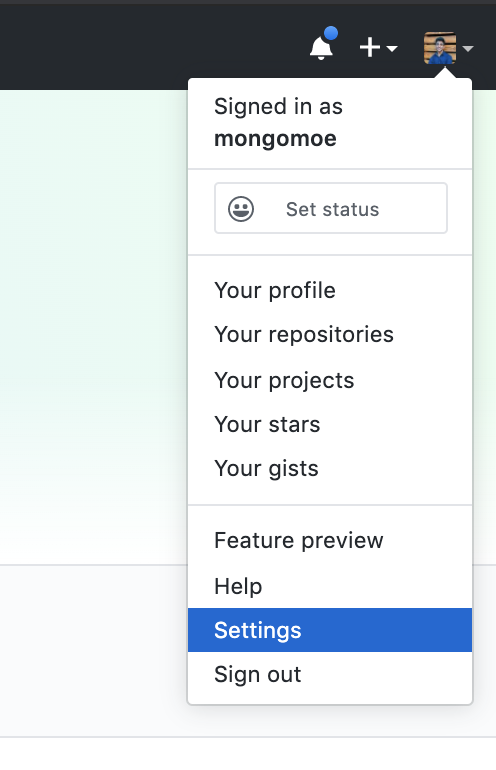 Signed in as
mongomoe
Set status
Your profile
Your repositories
Your projects
Your stars
Your gists
Feature preview
Help
Settings
Sign out